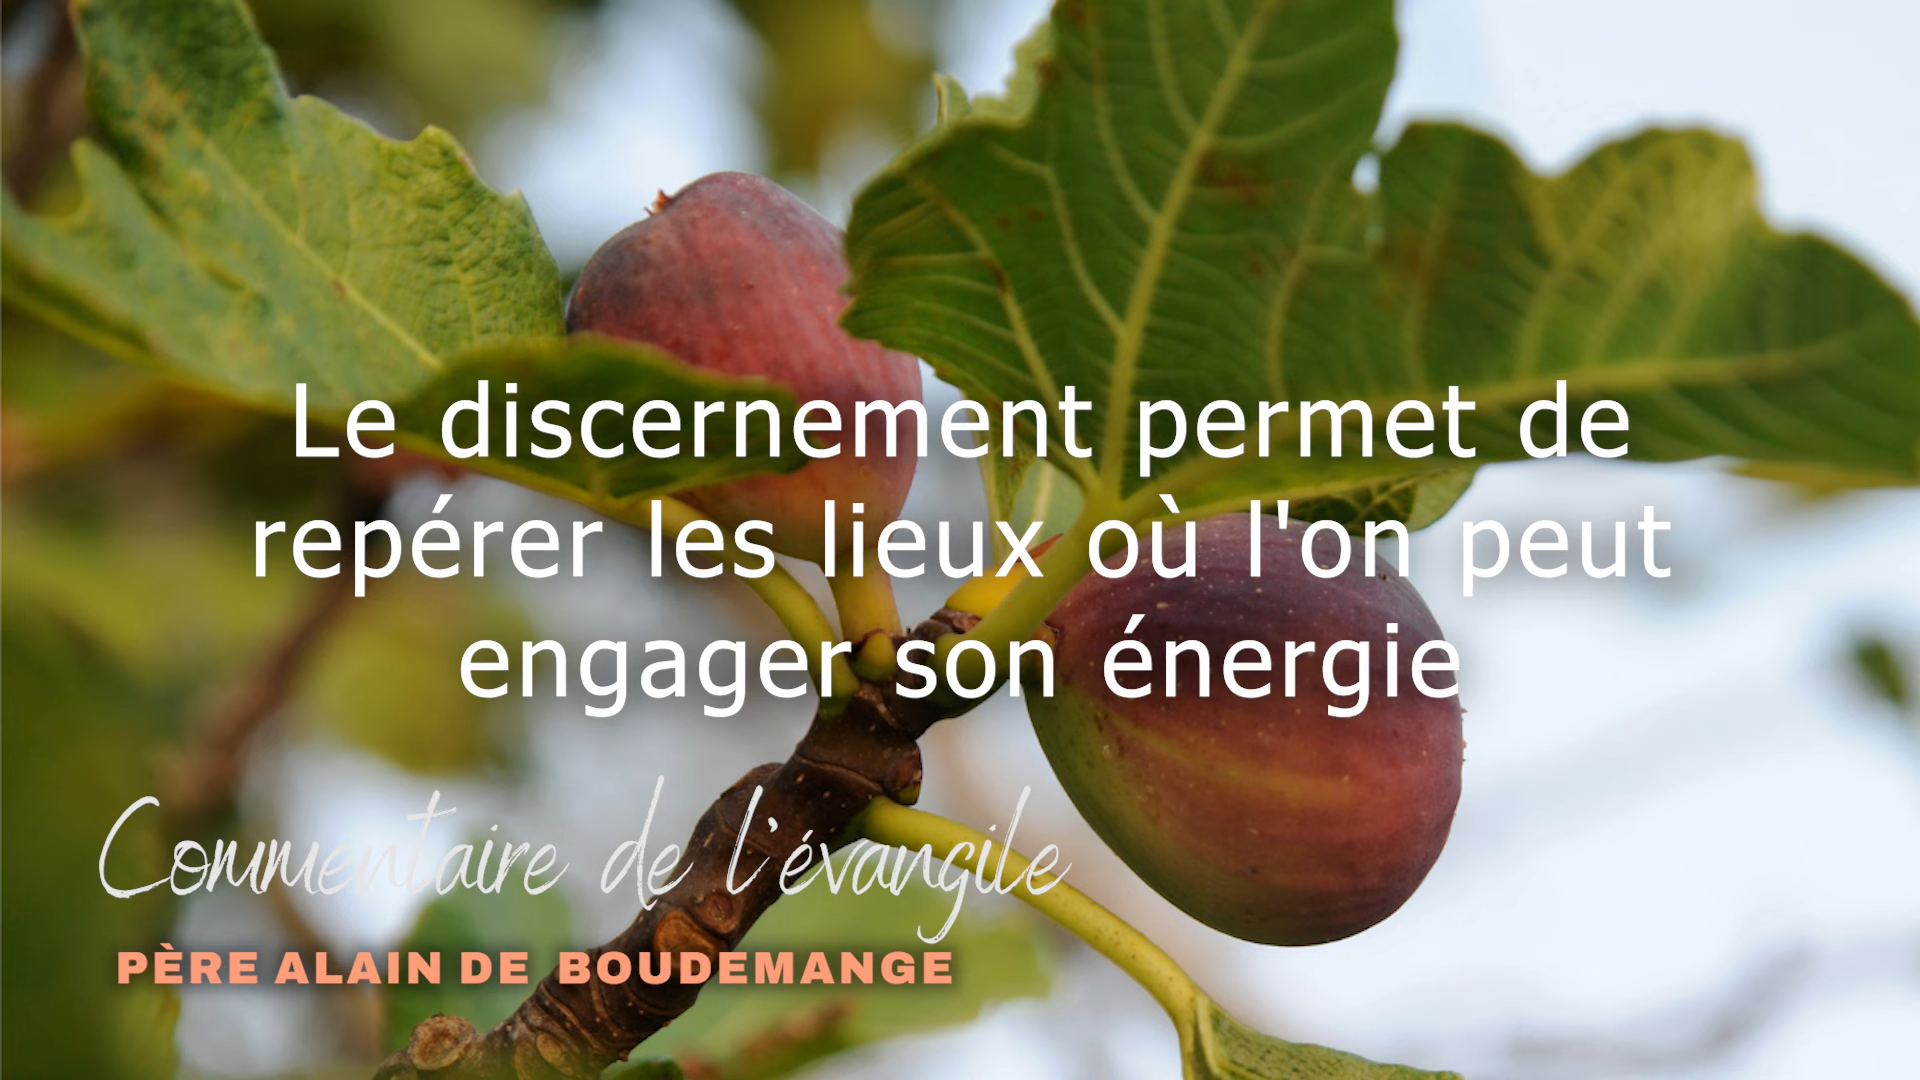 Le discernement permet de
repérer les lieux où l'on peut
engager son énergie
Commentaire de l'évangile
PÈRE ALAIN DE BOUDEMANGE